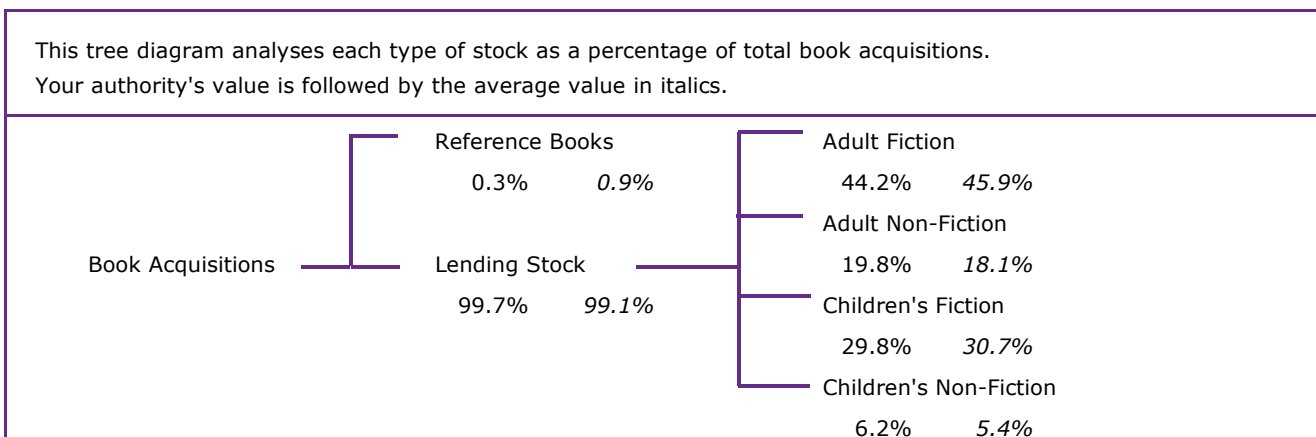 This tree diagram analyses each type of stock as a percentage of total book acquisitions.
Your authority's value is followed by the average value in italics.
Reference Books
0.3% 0.9%
Book Acquisitions
Lending Stock
99.7% 99.1%
Adult Fiction
44.2% 45.9%
Adult Non-Fiction
19.8% 18.1%
Children's Fiction
29.8% 30.7%
Children's Non-Fiction
6.2% 5.4%